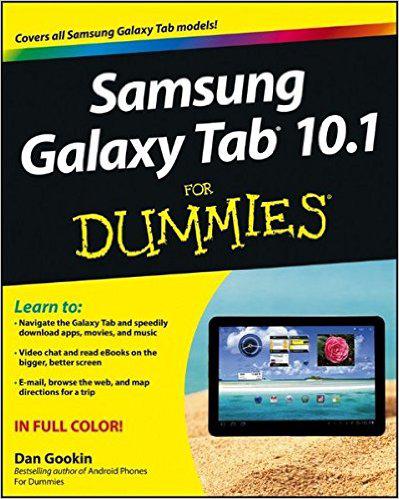 Covers all Samsung Galaxy Tab models!
Samsung
Galaxy Tab® 10.1
FOR
DUMMIES®
Learn to:
• Navigate the Galaxy Tab and speedily
download apps, movies, and music
• Video chat and read eBooks on the
bigger, better screen
• E-mail, browse the web, and map
directions for a trip
IN FULL COLOR!
Dan Gookin
Bestselling author of Android Phones
For Dummies